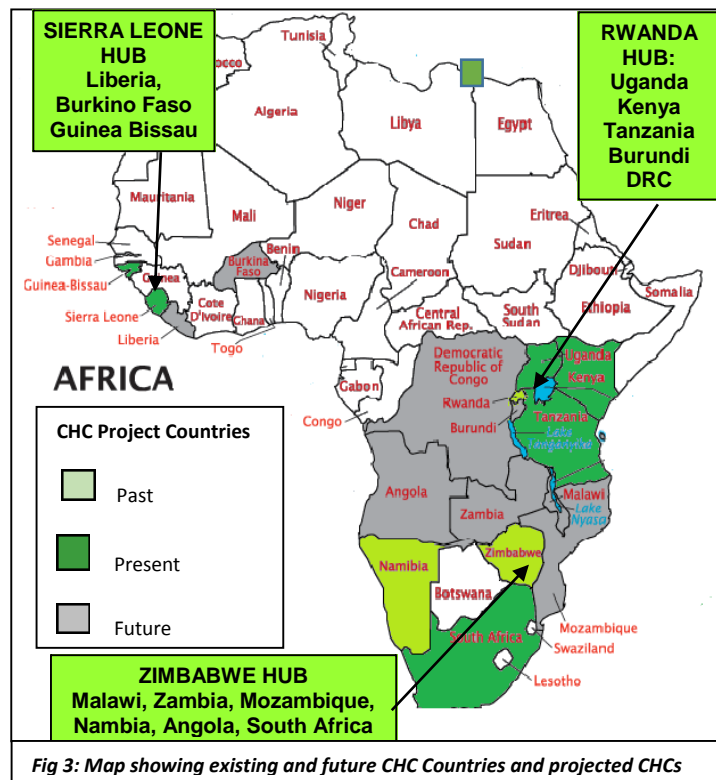 SIERRA LEONE
HUB
Liberia,
Burkino Faso
Guinea Bissau
RWANDA
HUB:
Uganda
Kenya
Tanzania
Burundi
DRC
Tunisia
occo
Algeria
Libya
Egypt
Mauritania
Mali
Niger
Chad
Sudan
Eritrea
Senegal
Gambia
Guinea-Bissau
Guinea
Sierra Leone
Liberia
Cote
D'Ivoire
Burkina
Faso
Ghana
Togo
Benin
Nigeria
Cameroon
Central
African Rep.
South
Sudan
Djibouti
Ethiopia
Somalia
AFRICA
Gabon
Congo
Democratic
Republic of
Congo
Uganda
Kenya
Rwanda
Burundi
Tanzania
Lake
Tanganyika
Angola
Zambia
Malawi
Lake
Nyasa
Namibia
Zimbabwe
Botswana
Mozambique
Swaziland
South Africa
Lesotho
CHC Project Countries
Past
Present
Future
ZIMBABWE HUB
Malawi, Zambia, Mozambique,
Nambia, Angola, South Africa
Fig 3: Map showing existing and future CHC Countries and projected CHCs